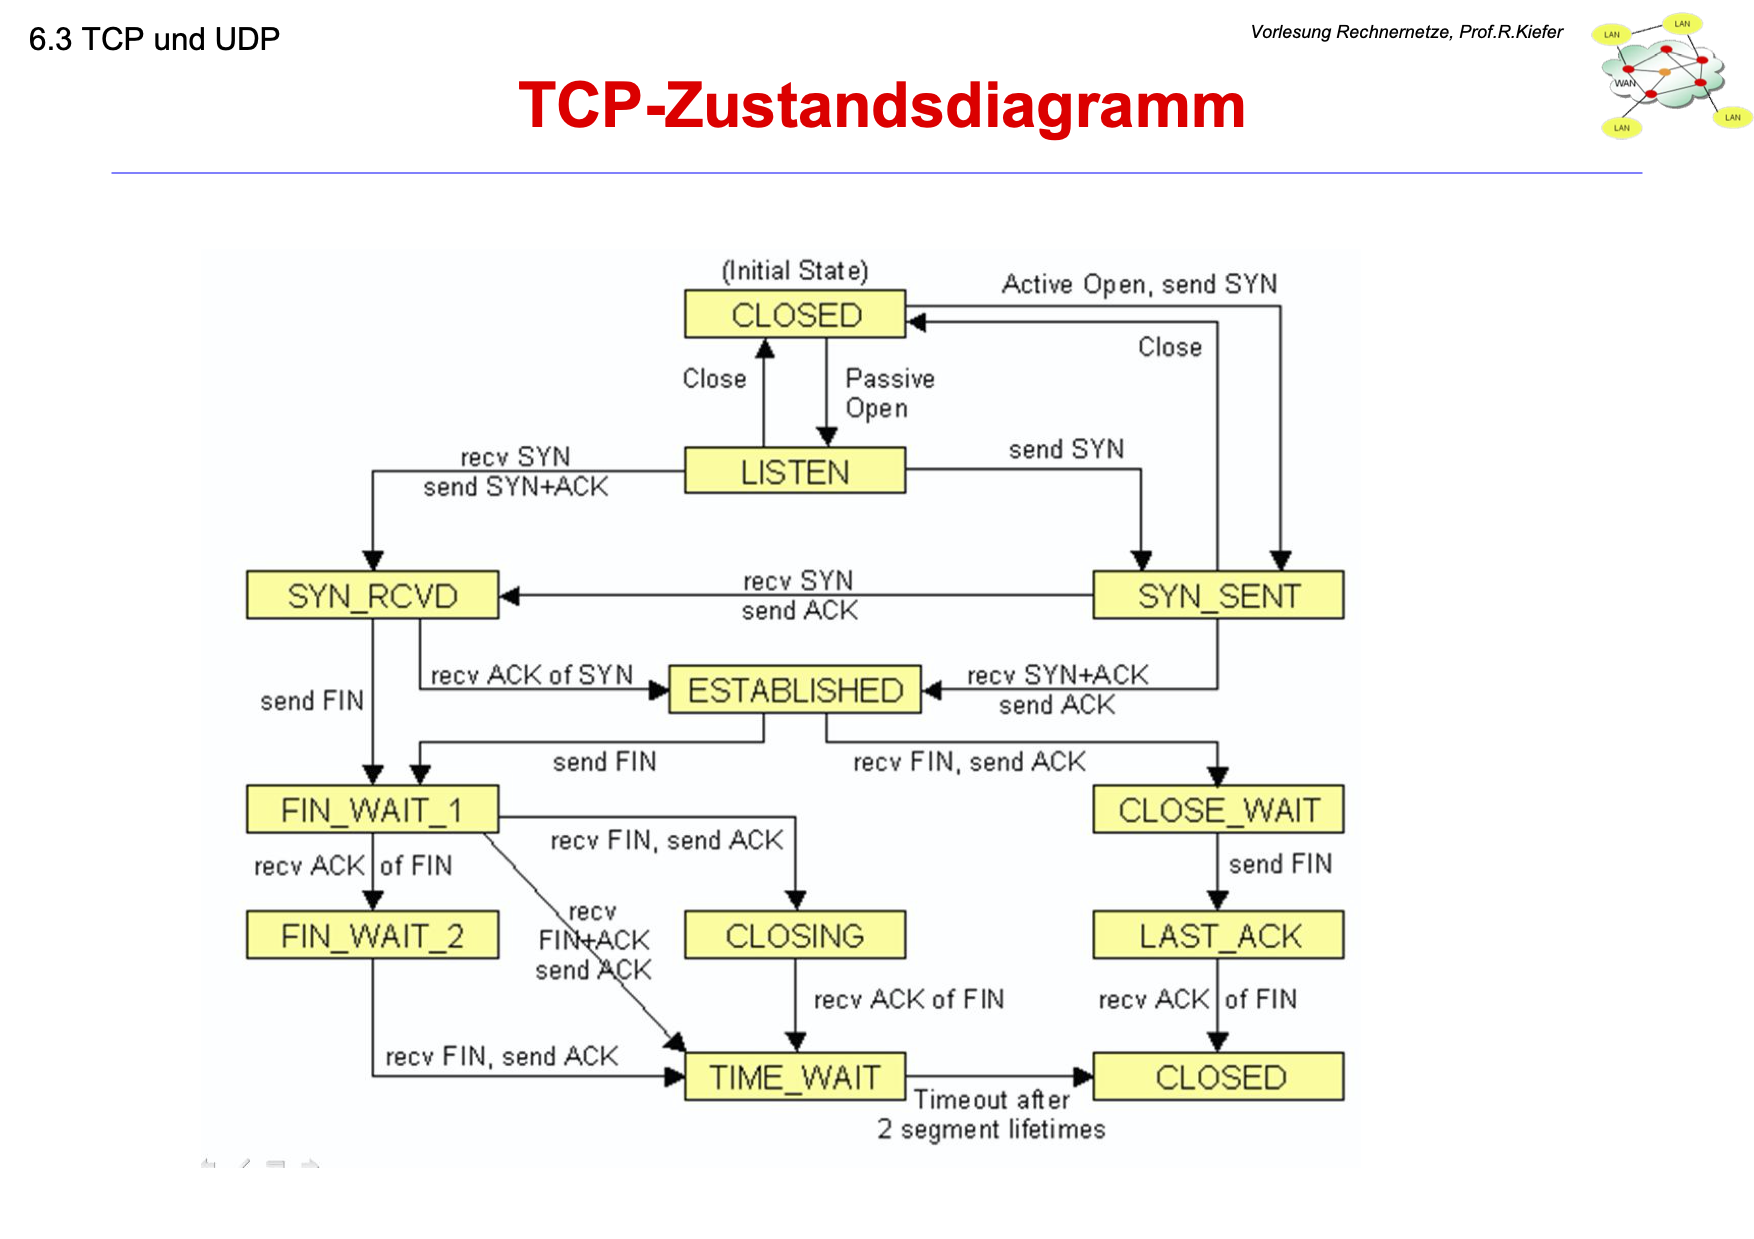 6.3 TCP und UDP
Vorlesung Rechnernetze, Prof.R.Kiefer
LAN
LAN
WAN
LAN
LAN
TCP-Zustandsdiagramm
(Initial State)
CLOSED
Active Open, send SYN
Close
Close
Passive
Open
LISTEN
send SYN
recv SYN
send SYN+ACK
SYN_RCVD
recv SYN
send ACK
SYN_SENT
recv ACK of SYN
ESTABLISHED
recv SYN+ACK
send ACK
send FIN
send FIN
recv FIN, send ACK
FIN_WAIT_1
recv FIN, send ACK
CLOSE_WAIT
recv ACK of FIN
send FIN
FIN_WAIT_2
recv
FIN+ACK
send ACK
CLOSING
LAST_ACK
recv ACK of FIN
recv ACK of FIN
recv FIN, send ACK
TIME_WAIT
CLOSED
Timeout after
2 segment lifetimes